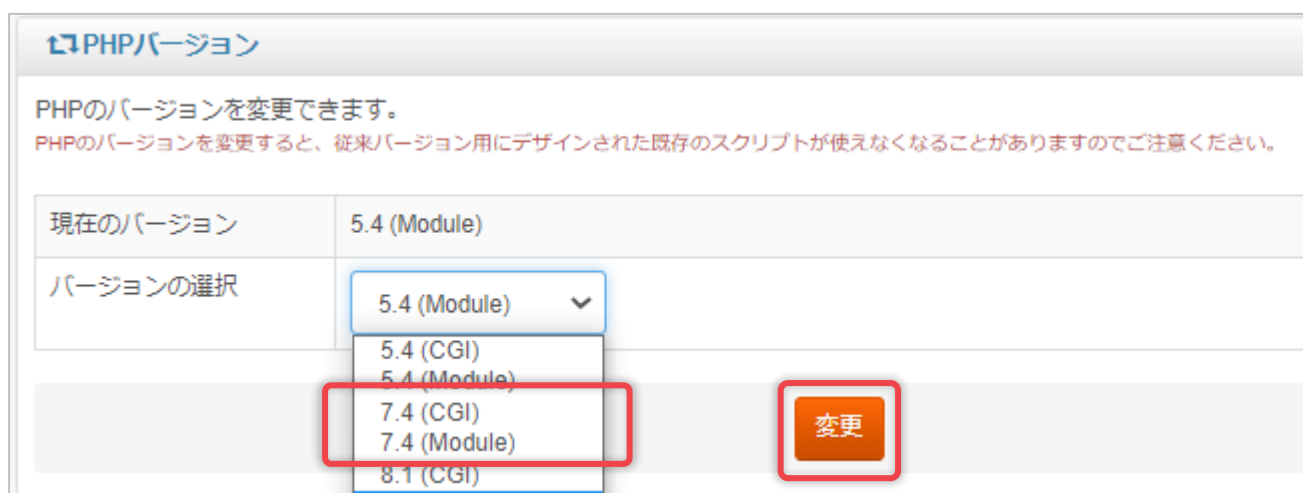 PHPバージョン
PHPのバージョンを変更できます。
PHPのバージョンを変更すると、従来バージョン用にデザインされた既存のスクリプトが使えなくなることがありますのでご注意ください。
現在のバージョン 5.4 (Module)
バージョンの選択 5.4 (Module)
5.4 (CGI)
5.4 (Module)
7.4 (CGI)
7.4 (Module)
8.1 (CGI)
変更